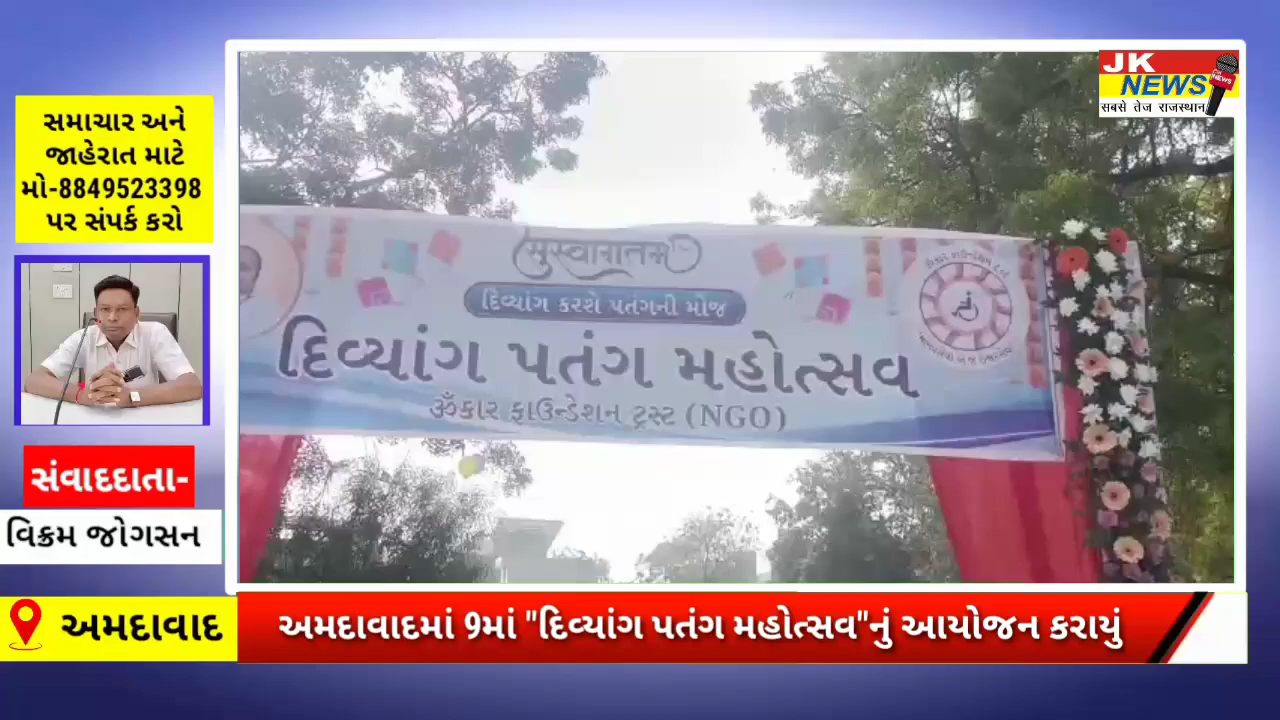 JK
NEWS
सबसे तेज राजस्थान
સમાચાર અને
જાહેરાત માટે
મો-8849523398
પર સંપર્ક કરો
સુસ્વાગતમ
દિવ્યાંગ કરશે પતંગની મોજ
દિવ્યાંગ પતંગ મહોત્સવ
ૐકાર ફાઉન્ડેશન ટ્રસ્ટ (NGO)
સંવાદદાતા-
વિક્રમ જોગસન
અમદાવાદ
અમદાવાદમાં 9માં "દિવ્યાંગ પતંગ મહોત્સવ"નું આયોજન કરાયું